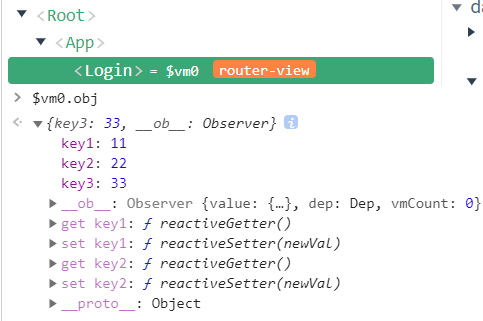 <Root>
da
<App>
<Login> = $vm0 router-view
> $vm0.obj
{key3: 33, __ob__: Observer} i
key1: 11
key2: 22
key3: 33
__ob__: Observer {value: {…}, dep: Dep, vmCount: 0}
get key1: ƒ reactiveGetter()
set key1: ƒ reactiveSetter(newVal)
get key2: ƒ reactiveGetter()
set key2: ƒ reactiveSetter(newVal)
__proto__: Object